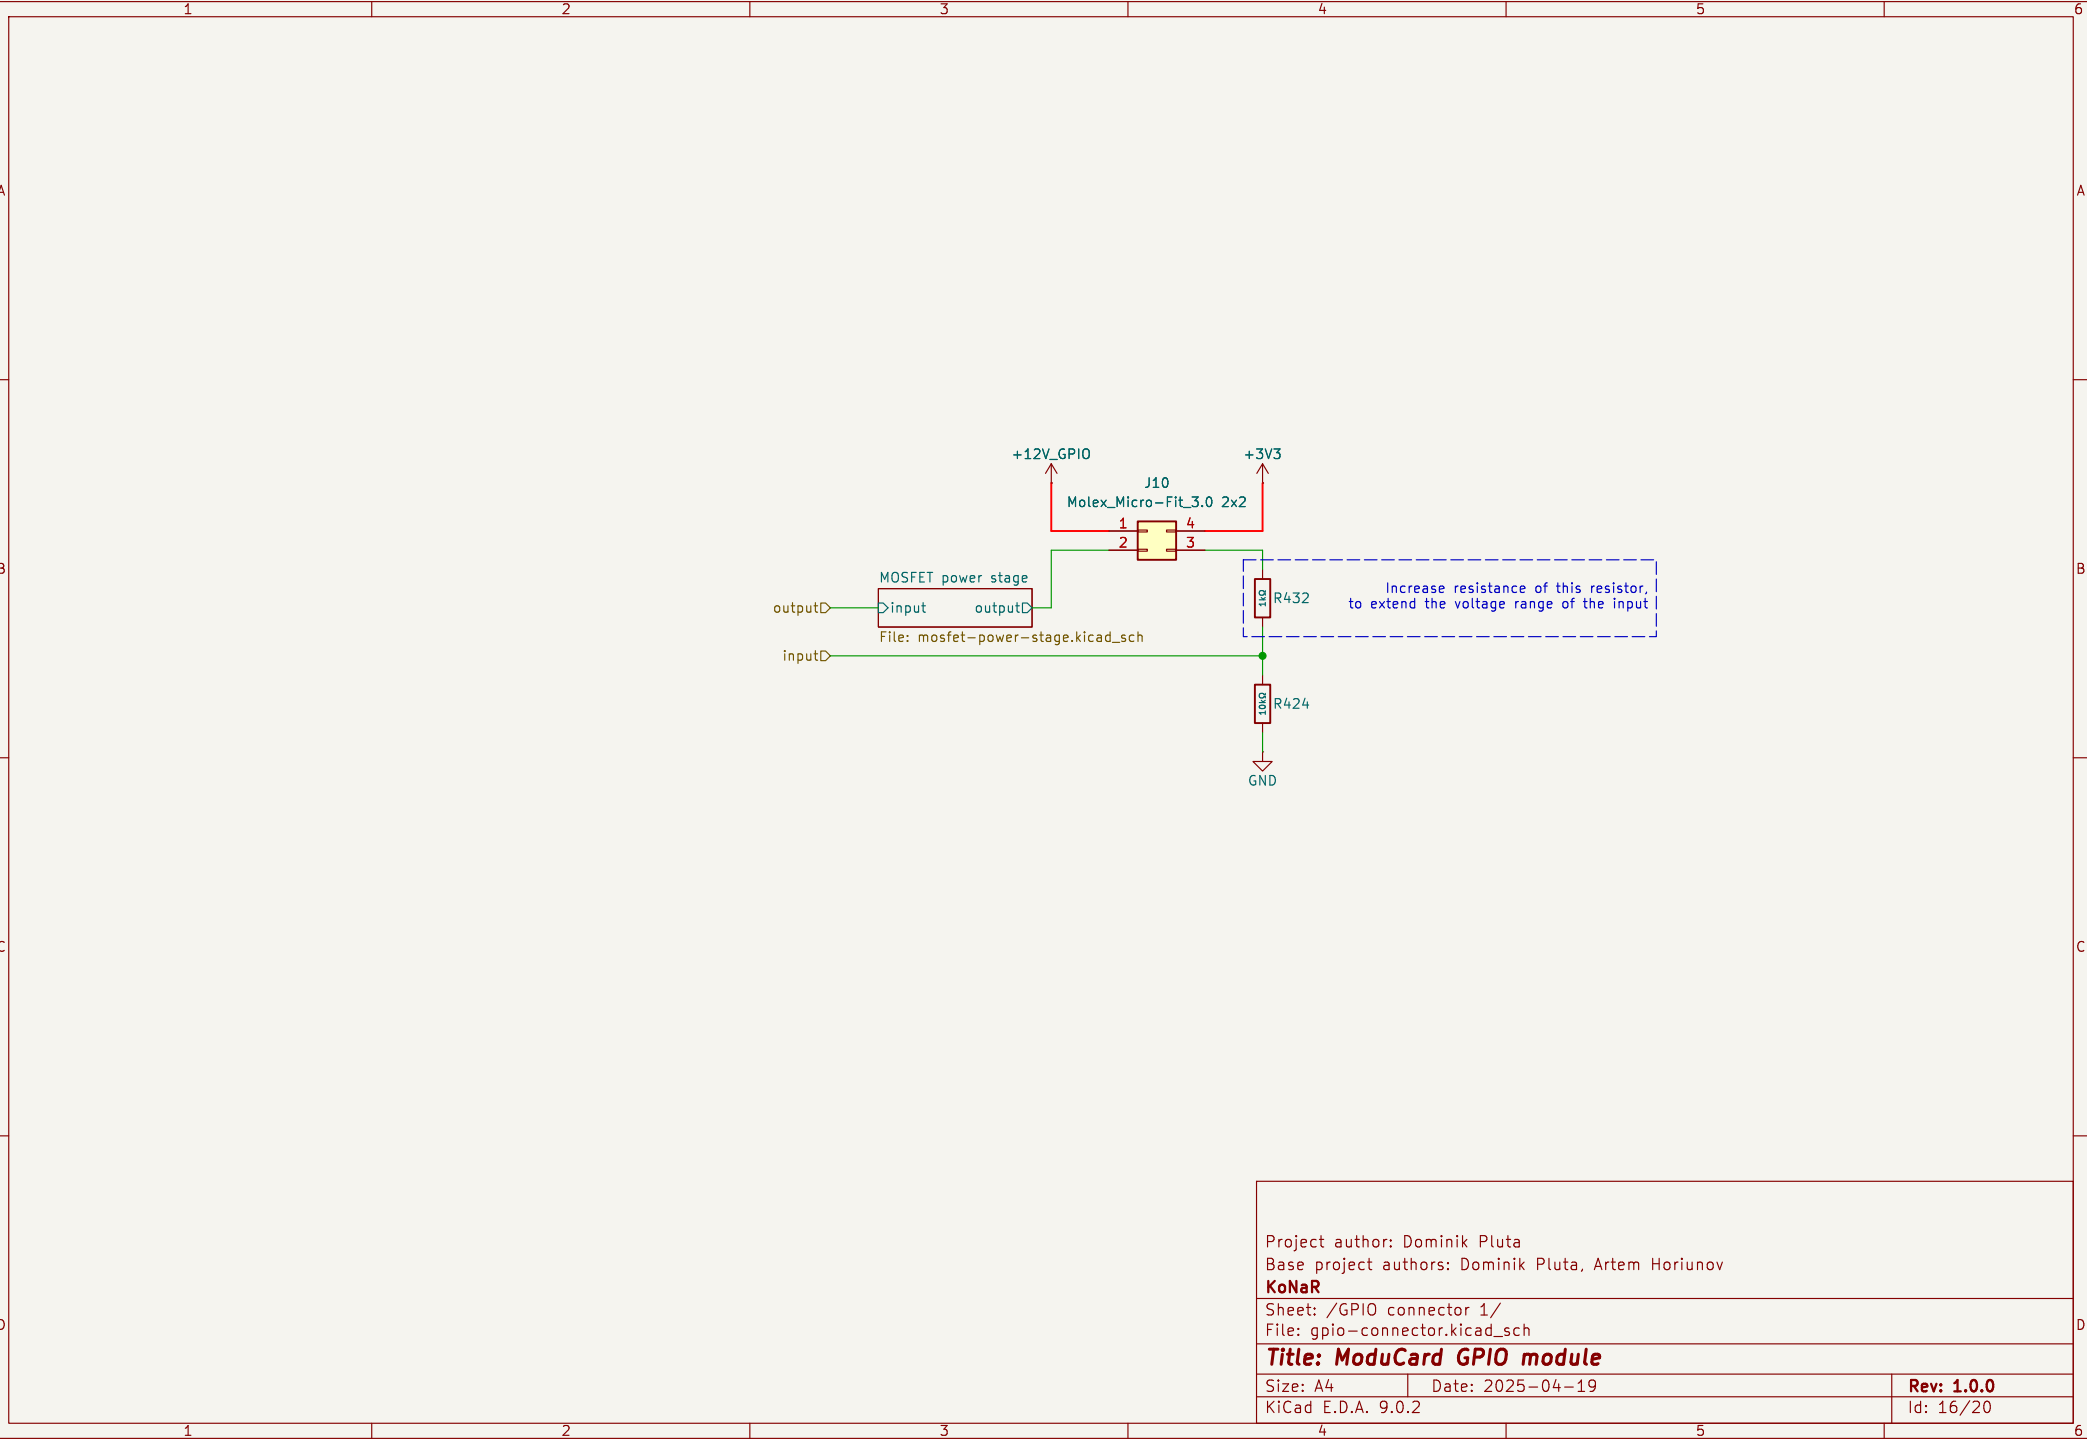 1 2 3 4 5 6
A A
+12V_GPIO +3V3
J10
Molex_Micro-Fit_3.0 2x2
1 4
2 3
B B
MOSFET power stage
output input output
File: mosfet-power-stage.kicad_sch
1kΩ R432
Increase resistance of this resistor,
to extend the voltage range of the input
input
10kΩ R424
GND
C C
Project author: Dominik Pluta
Base project authors: Dominik Pluta, Artem Horiunov
KoNaR
Sheet: /GPIO connector 1/
D D
File: gpio-connector.kicad_sch
Title: ModuCard GPIO module
Size: A4 Date: 2025-04-19 Rev: 1.0.0
KiCad E.D.A. 9.0.2 Id: 16/20
1 2 3 4 5 6